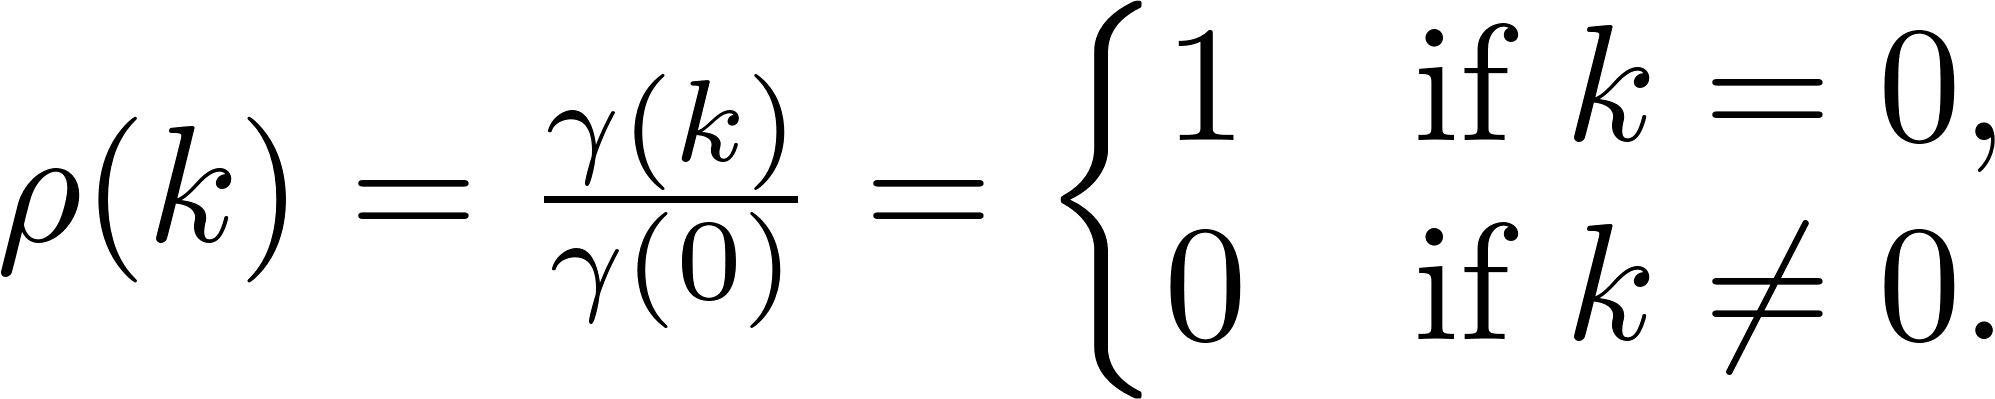 ρ(k) = γ(k)/γ(0) = { 1 if k = 0,
0 if k ≠ 0.